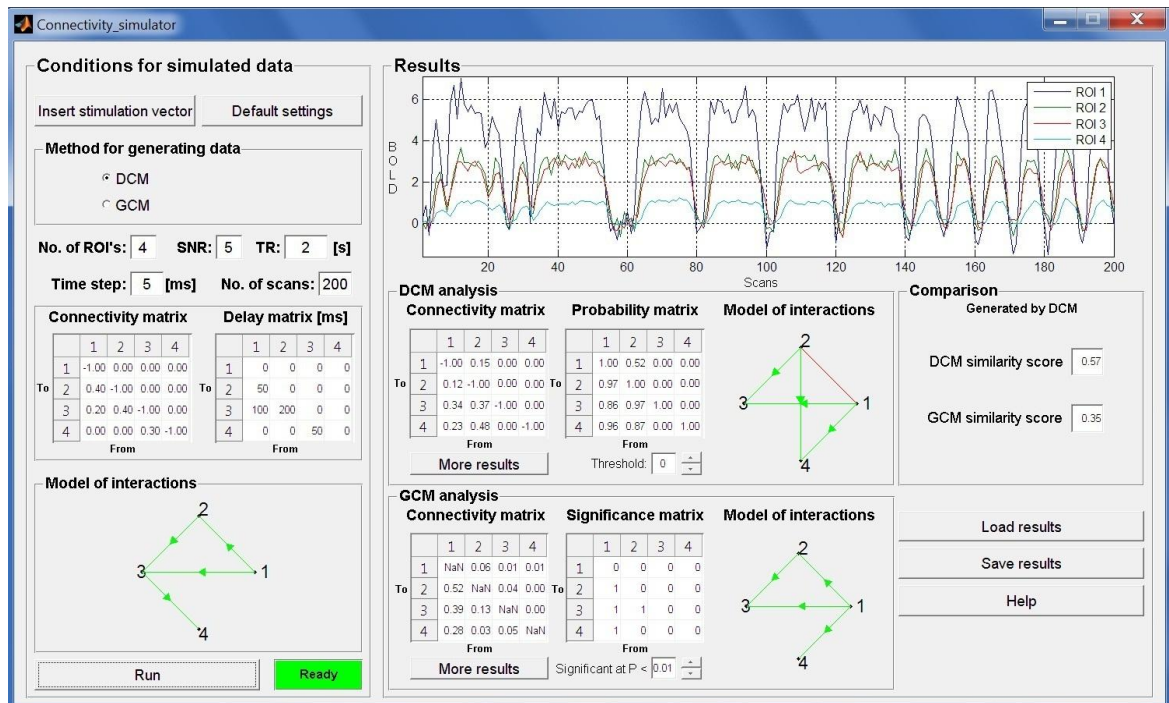 Connectivity_simulator
Conditions for simulated data
Insert stimulation vector
Default settings
Method for generating data
DCM
GCM
No. of ROI's: 4 SNR: 5 TR: 2 [s]
Time step: 5 [ms] No. of scans: 200
Connectivity matrix
1 2 3 4
1 -1.00 0.00 0.00 0.00
To 2 0.40 -1.00 0.00 0.00
3 0.20 0.40 -1.00 0.00
4 0.00 0.00 0.30 -1.00
From
Delay matrix [ms]
1 2 3 4
1 0 0 0 0
To 2 50 0 0 0
3 100 200 0 0
4 0 0 50 0
From
Model of interactions
2
3 1
4
Run
Ready
Results
BOLD
6
4
2
0
20 40 60 80 100 120 140 160 180 200
Scans
ROI 1
ROI 2
ROI 3
ROI 4
DCM analysis
Connectivity matrix
1 2 3 4
1 -1.00 0.15 0.00 0.00
To 2 0.12 -1.00 0.00 0.00
3 0.34 0.37 -1.00 0.00
4 0.23 0.48 0.00 -1.00
From
More results
Probability matrix
1 2 3 4
1 1.00 0.52 0.00 0.00
To 2 0.97 1.00 0.00 0.00
3 0.86 0.97 1.00 0.00
4 0.96 0.87 0.00 1.00
From
Threshold: 0
Model of interactions
2
3 1
4
Comparison
Generated by DCM
DCM similarity score 0.57
GCM similarity score 0.35
GCM analysis
Connectivity matrix
1 2 3 4
1 NaN 0.06 0.01 0.01
To 2 0.52 NaN 0.04 0.00
3 0.39 0.13 NaN 0.00
4 0.28 0.03 0.05 NaN
From
More results
Significance matrix
1 2 3 4
1 0 0 0 0
To 2 1 0 0 0
3 1 1 0 0
4 1 0 0 0
From
Significant at P < 0.01
Model of interactions
2
3 1
4
Load results
Save results
Help